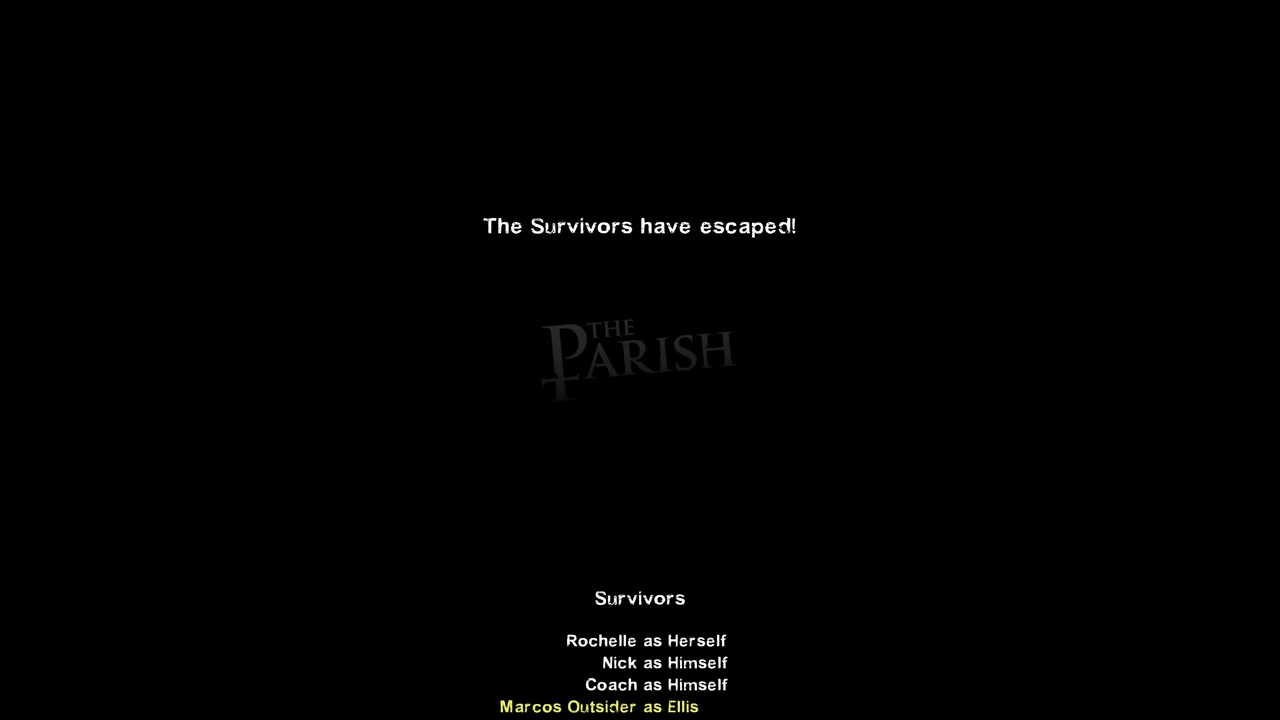 The Survivors have escaped!
THE
PARISH
Survivors
Rochelle as Herself
Nick as Himself
Coach as Himself
Marcos Outsider as Ellis